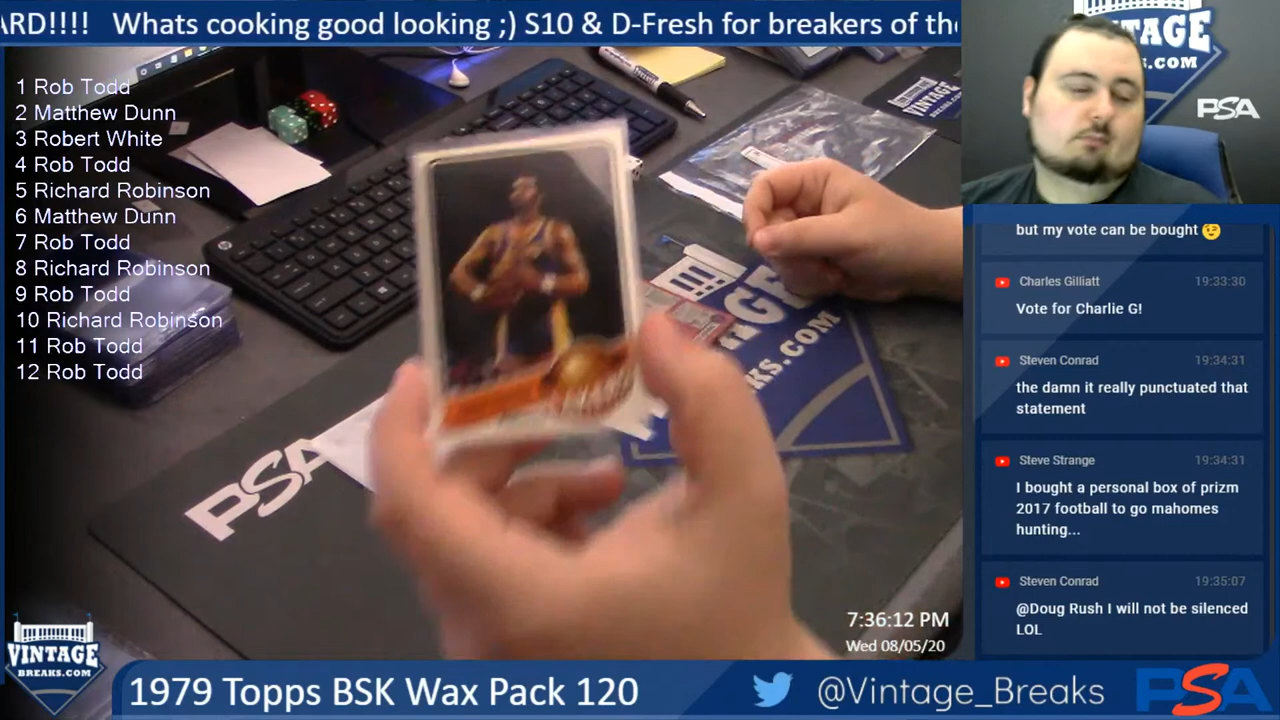 ARD!!!! Whats cooking good looking ;) S10 & D-Fresh for breakers of the
1 Rob Todd
2 Matthew Dunn
3 Robert White
4 Rob Todd
5 Richard Robinson
6 Matthew Dunn
7 Rob Todd
8 Richard Robinson
9 Rob Todd
10 Richard Robinson
11 Rob Todd
12 Rob Todd
TAGE
S.COM
PSA
but my vote can be bought 😉
Charles Gilliatt 19:33:30
Vote for Charlie G!
Steven Conrad 19:34:31
the damn it really punctuated that
statement
Steve Strange 19:34:31
I bought a personal box of prizm
2017 football to go mahomes
hunting...
Steven Conrad 19:35:07
@Doug Rush I will not be silenced
LOL
VINTAGE
PSA
7:36:12 PM
Wed 08/05/20
VINTAGE
BREAKS.COM
1979 Topps BSK Wax Pack 120
@Vintage_Breaks
PSA